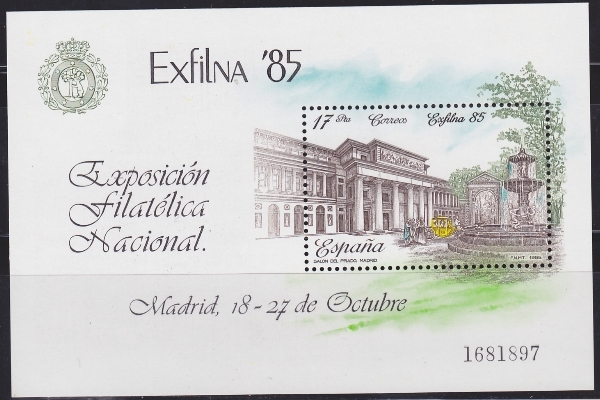 Exfilna '85
17 Pta Correos Exfilna 85
Exposición
Filatélica
Nacional.
España
SALON DEL PRADO. MADRID
F.N.M.T. 1985
Madrid, 18-27 de Octubre
1681897